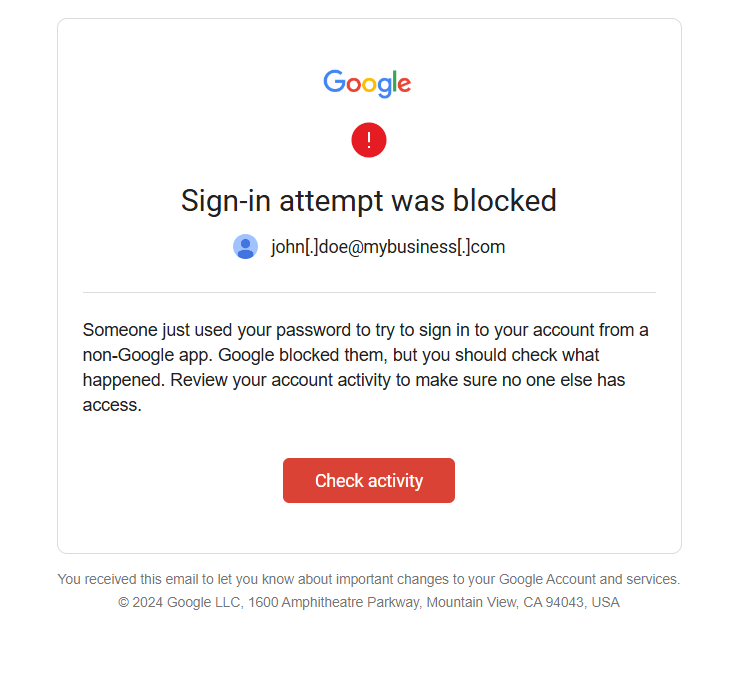 Google
!
Sign-in attempt was blocked
john[.]doe@mybusiness[.]com
Someone just used your password to try to sign in to your account from a
non-Google app. Google blocked them, but you should check what
happened. Review your account activity to make sure no one else has
access.
Check activity
You received this email to let you know about important changes to your Google Account and services.
© 2024 Google LLC, 1600 Amphitheatre Parkway, Mountain View, CA 94043, USA